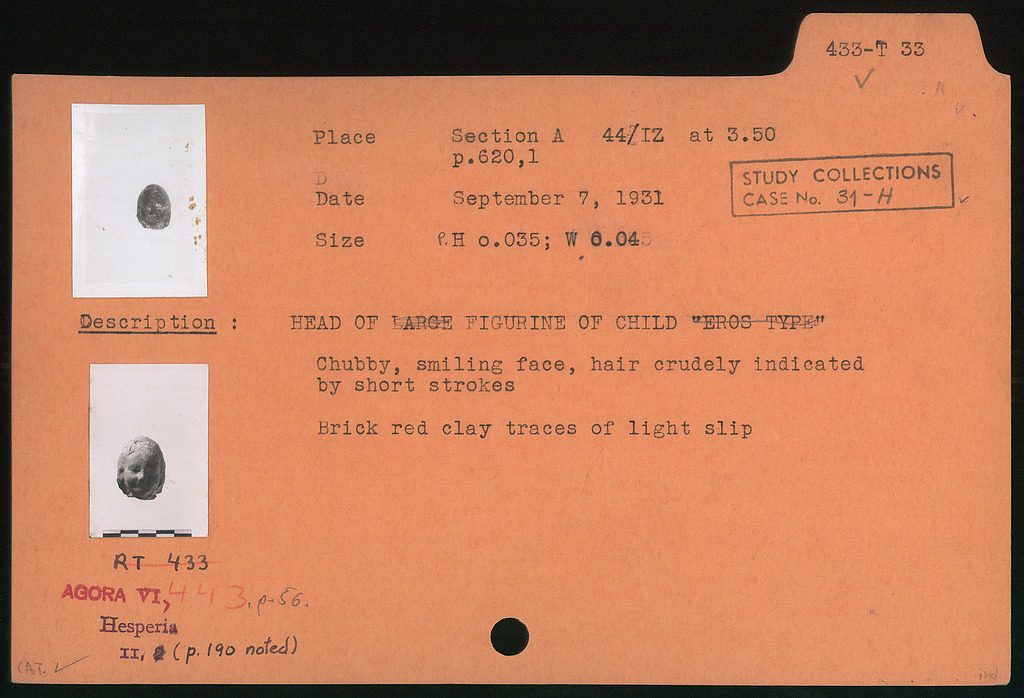 433-T 33
Place Section A 44/IZ at 3.50
p.620,1
STUDY COLLECTIONS
CASE No. 31-H
D
Date September 7, 1931
Size P.H 0.035; W 0.045
Description : HEAD OF LARGE FIGURINE OF CHILD "EROS TYPE"
Chubby, smiling face, hair crudely indicated
by short strokes
Brick red clay traces of light slip
RT 433
AGORA VI, 443, p. 56.
Hesperia
II, (p. 190 noted)